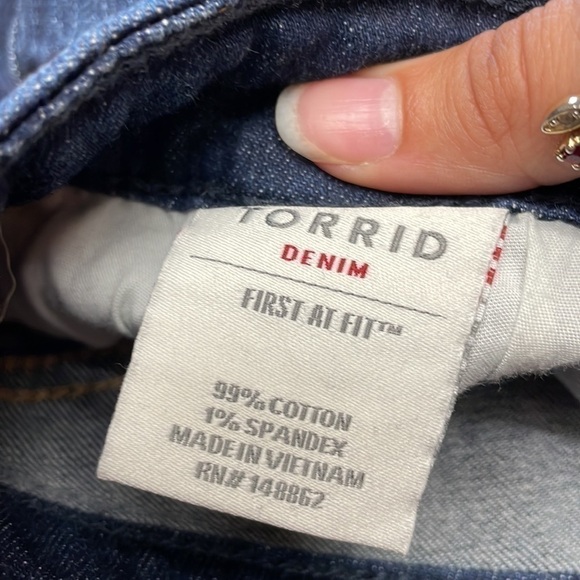 TORRID
DENIM
FIRST AT FIT™
99% COTTON
1% SPANDEX
MADE IN VIETNAM
RN# 148862